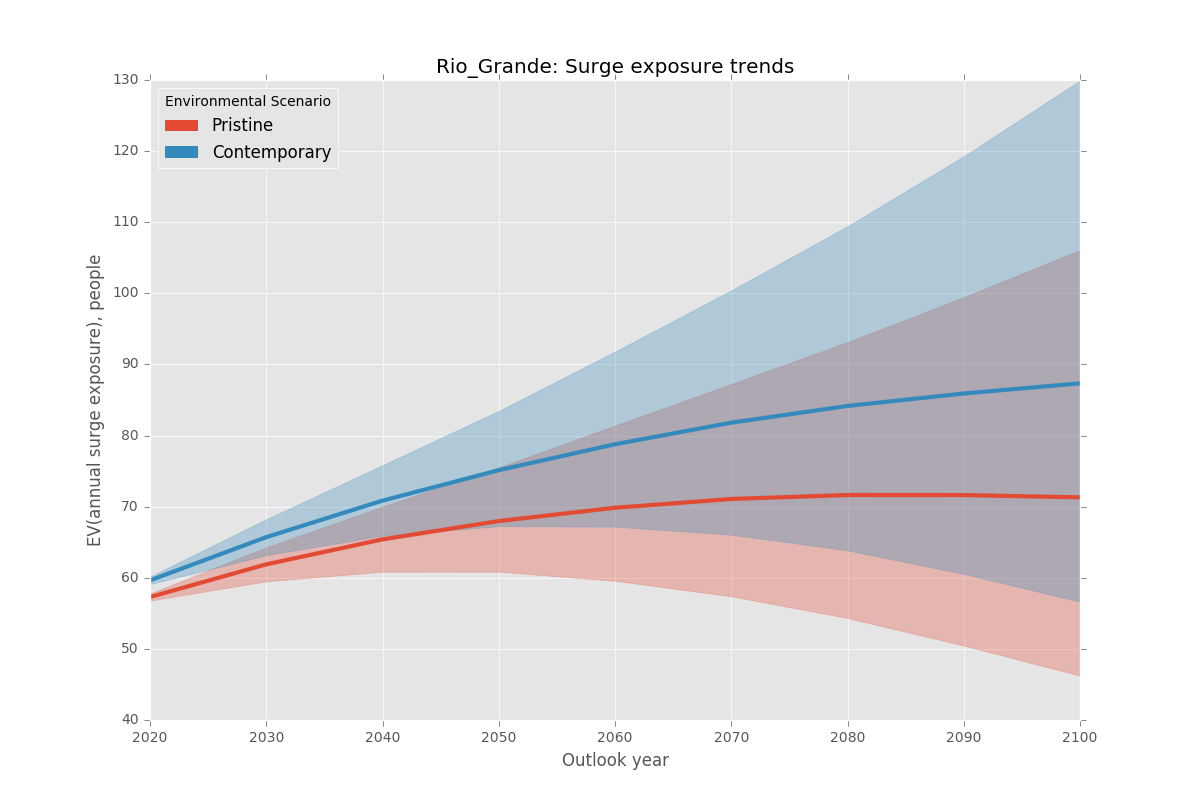 Rio_Grande: Surge exposure trends
Environmental Scenario
Pristine
Contemporary
EV(annual surge exposure), people
130
120
110
100
90
80
70
60
50
40
2020 2030 2040 2050 2060 2070 2080 2090 2100
Outlook year